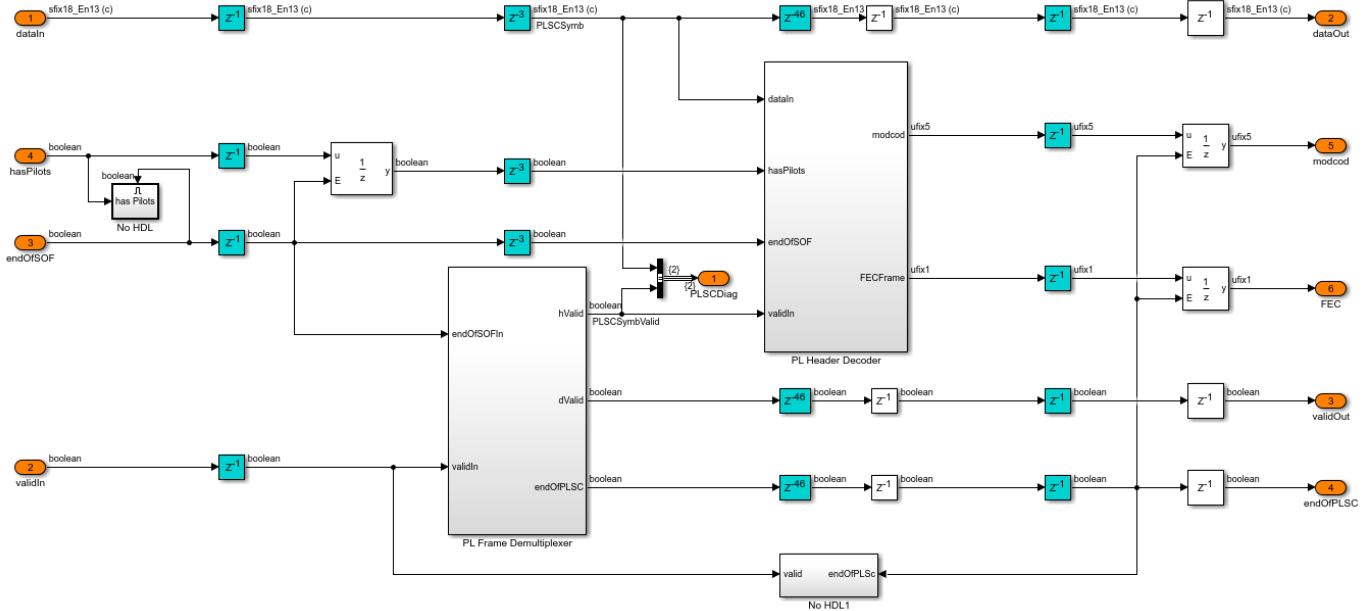 1
dataIn
sfix18_En13 (c)
z-1
sfix18_En13 (c)
z-3
sfix18_En13 (c)
PLSCSymb
z-46
sfix18_En13
z-1
sfix18_En13 (c)
z-1
sfix18_En13 (c)
z-1
sfix18_En13 (c)
2
dataOut
dataIn
modcod
ufix5
z-1
ufix5
u
E
1
z
y
ufix5
5
modcod
4
hasPilots
boolean
z-1
boolean
u
E
1
z
y
boolean
z-3
boolean
hasPilots
boolean
has Pilots
No HDL
3
endOfSOF
boolean
z-1
boolean
z-3
boolean
endOfSOF
{2}
{2}
1
PLSCDiag
FECFrame
ufix1
z-1
ufix1
u
E
1
z
y
ufix1
6
FEC
hValid
boolean
PLSCSymbValid
validIn
endOfSOFIn
PL Header Decoder
dValid
boolean
z-46
boolean
z-1
boolean
z-1
boolean
z-1
boolean
3
validOut
2
validIn
boolean
z-1
boolean
validIn
endOfPLSC
boolean
z-46
boolean
z-1
boolean
z-1
boolean
z-1
boolean
4
endOfPLSC
PL Frame Demultiplexer
valid
endOfPLSc
No HDL1